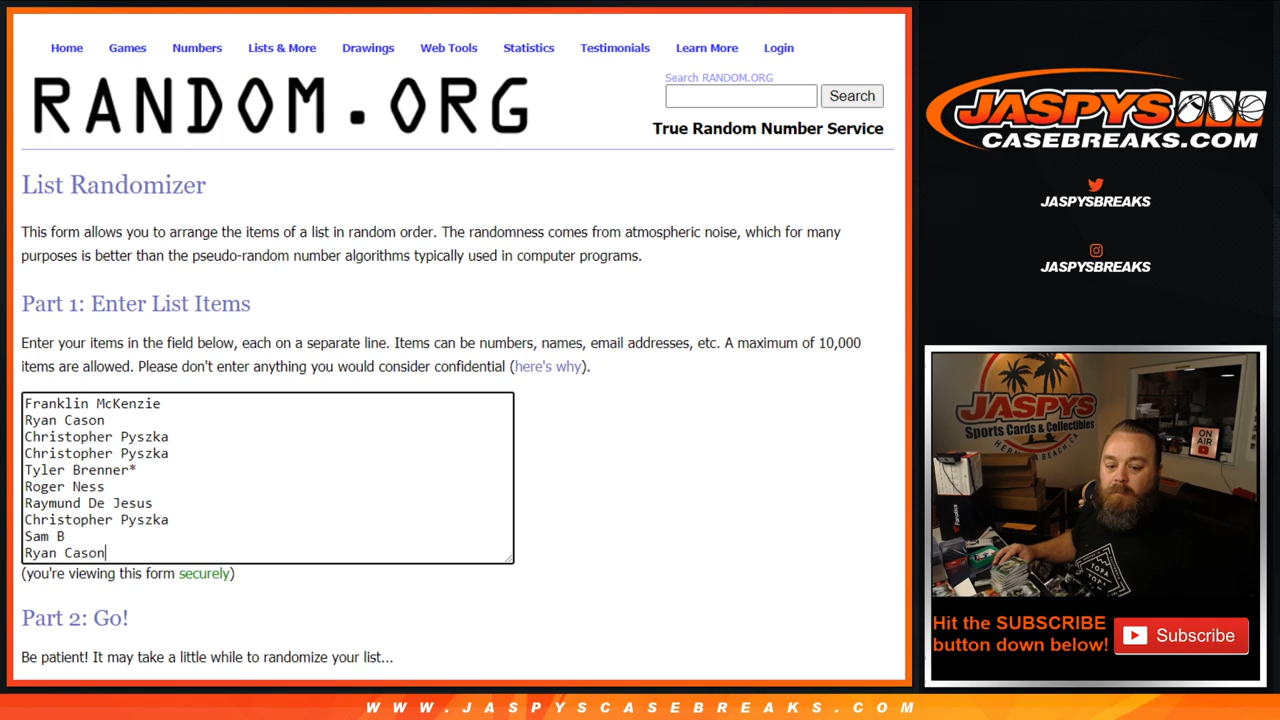 Home Games Numbers Lists & More Drawings Web Tools Statistics Testimonials Learn More Login
RANDOM.ORG
Search RANDOM.ORG
Search
True Random Number Service
List Randomizer
This form allows you to arrange the items of a list in random order. The randomness comes from atmospheric noise, which for many
purposes is better than the pseudo-random number algorithms typically used in computer programs.
Part 1: Enter List Items
Enter your items in the field below, each on a separate line. Items can be numbers, names, email addresses, etc. A maximum of 10,000
items are allowed. Please don't enter anything you would consider confidential (here's why).
Franklin McKenzie
Ryan Cason
Christopher Pyszka
Christopher Pyszka
Tyler Brenner*
Roger Ness
Raymund De Jesus
Christopher Pyszka
Sam B
Ryan Cason
(you're viewing this form securely)
Part 2: Go!
Be patient! It may take a little while to randomize your list...
JASPYS
CASEBREAKS.COM
JASPYSBREAKS
JASPYSBREAKS
JASPYS
Sports Cards & Collectibles
HERMOSA BEACH, CA
ON
AIR
Fanatics
TOPA
TOPA
Hit the SUBSCRIBE
button down below!
Subscribe
WWW.JASPYSCASEBREAKS.COM